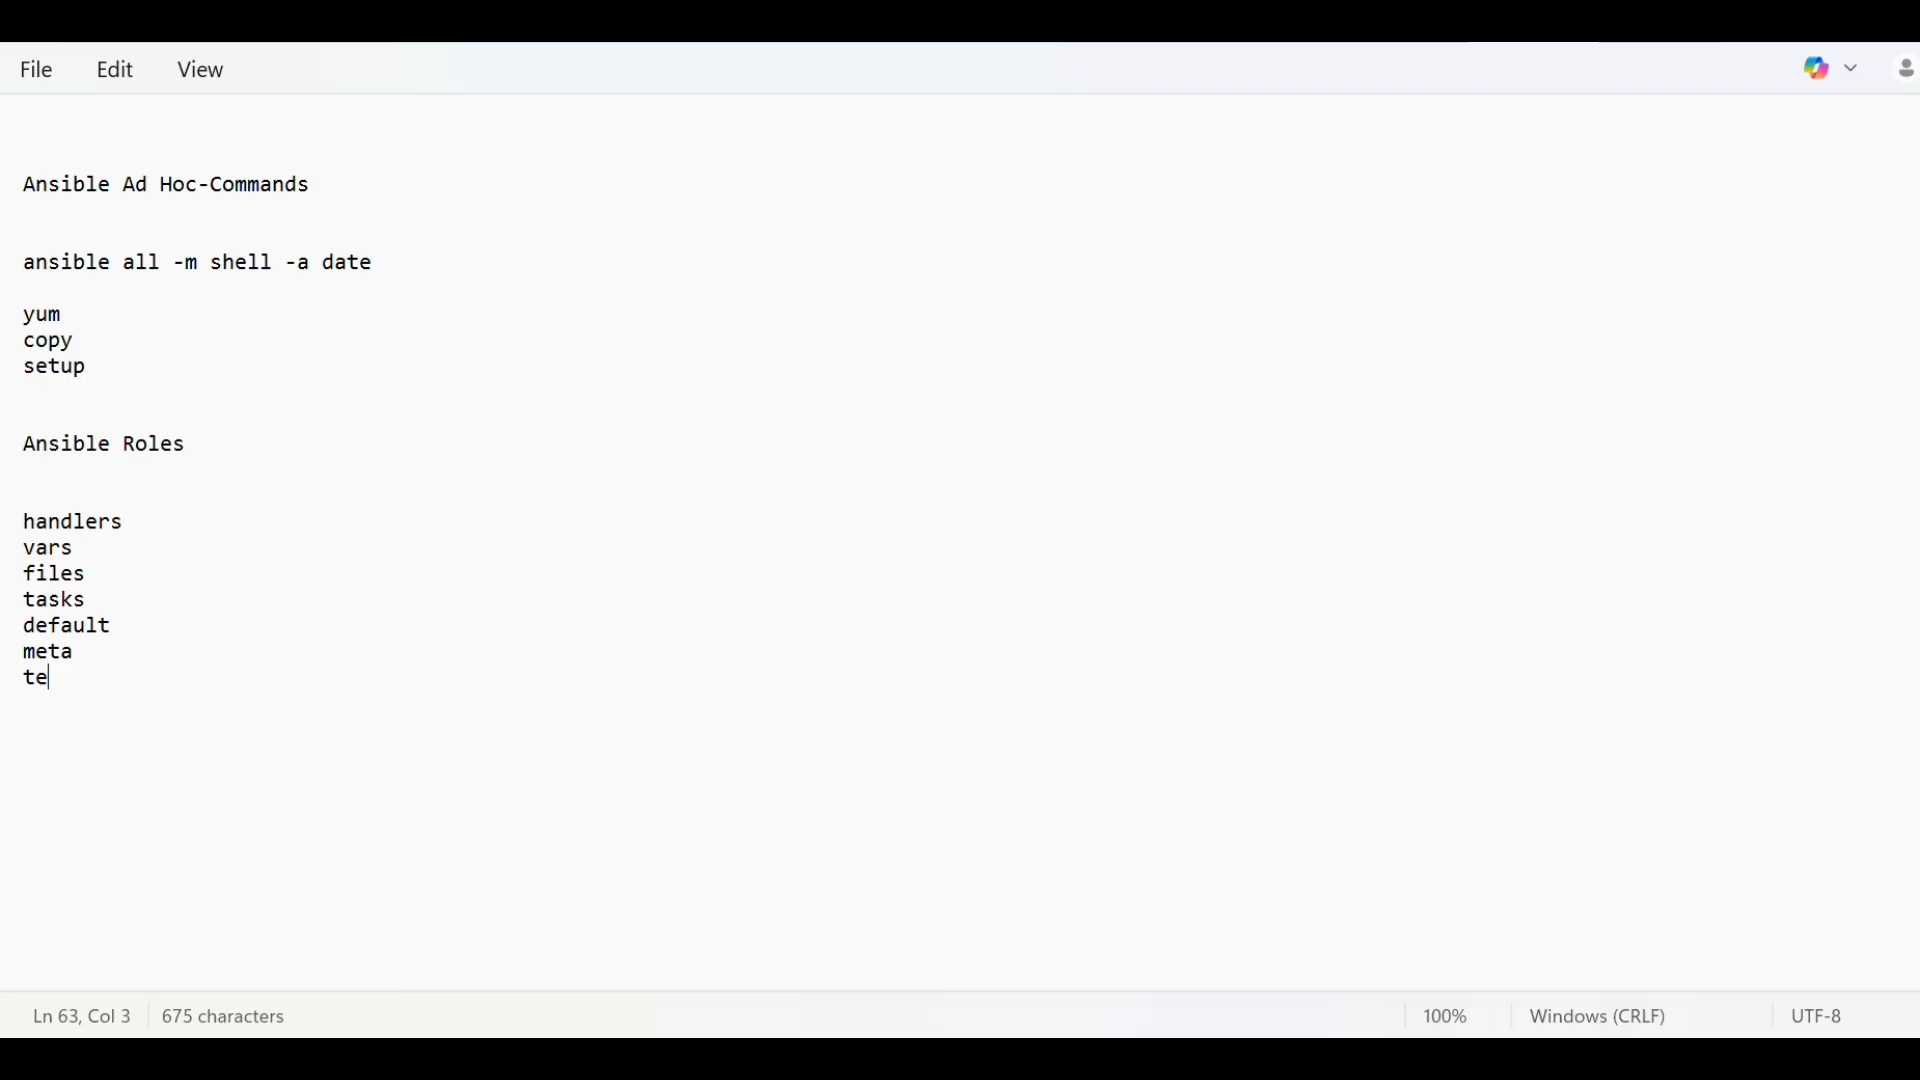 File Edit View
Ansible Ad Hoc-Commands
ansible all -m shell -a date
yum
copy
setup
Ansible Roles
handlers
vars
files
tasks
default
meta
te
Ln 63, Col 3 675 characters 100% Windows (CRLF) UTF-8